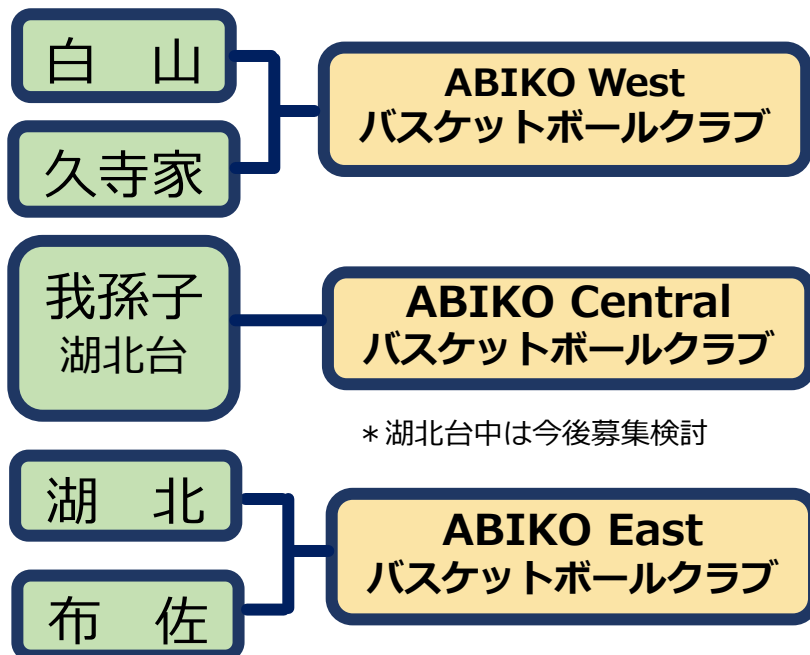 白　山
久寺家
ABIKO West
バスケットボールクラブ
我孫子
湖北台
ABIKO Central
バスケットボールクラブ
＊湖北台中は今後募集検討
湖　北
布　佐
ABIKO East
バスケットボールクラブ